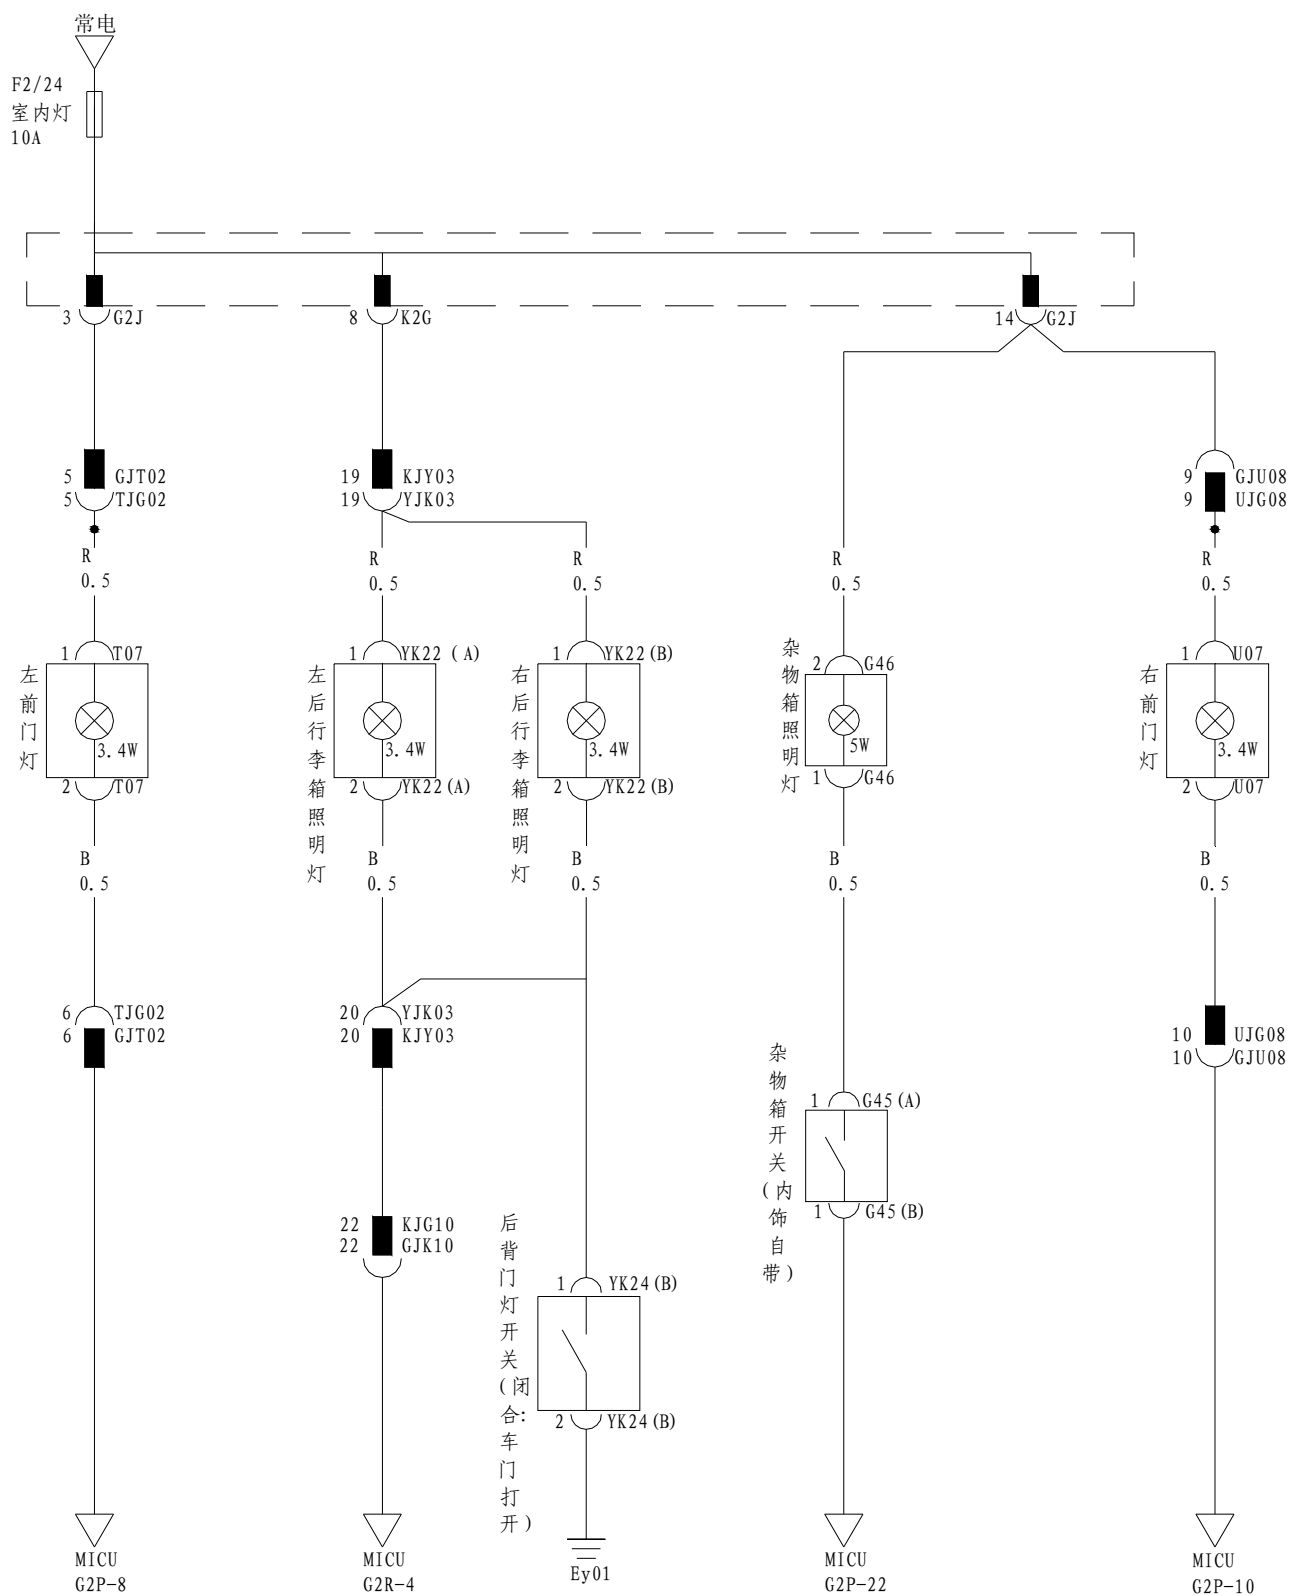 常电
F2/24
室内灯
10A
3 G2J
8 K2G
14 G2J
5 GJT02
5 TJG02
19 KJY03
19 YJK03
9 GJU08
9 UJG08
R
0.5
R
0.5
R
0.5
R
0.5
R
0.5
1 T07
左前门灯
3.4W
2 T07
1 YK22 ( A)
左后行李箱照明灯
3.4W
2 YK22(A)
1 YK22(B)
右后行李箱照明灯
3.4W
2 YK22(B)
杂物箱照明灯
2 G46
5W
1 G46
1 U07
右前门灯
3.4W
2 U07
B
0.5
B
0.5
B
0.5
B
0.5
B
0.5
6 TJG02
6 GJT02
20 YJK03
20 KJY03
10 UJG08
10 GJU08
杂物箱开关(内饰自带)
1 G45(A)
1 G45(B)
22 KJG10
22 GJK10
后背门灯开关(闭合:车门打开)
1 YK24(B)
2 YK24(B)
MICU
G2P-8
MICU
G2R-4
Ey01
MICU
G2P-22
MICU
G2P-10